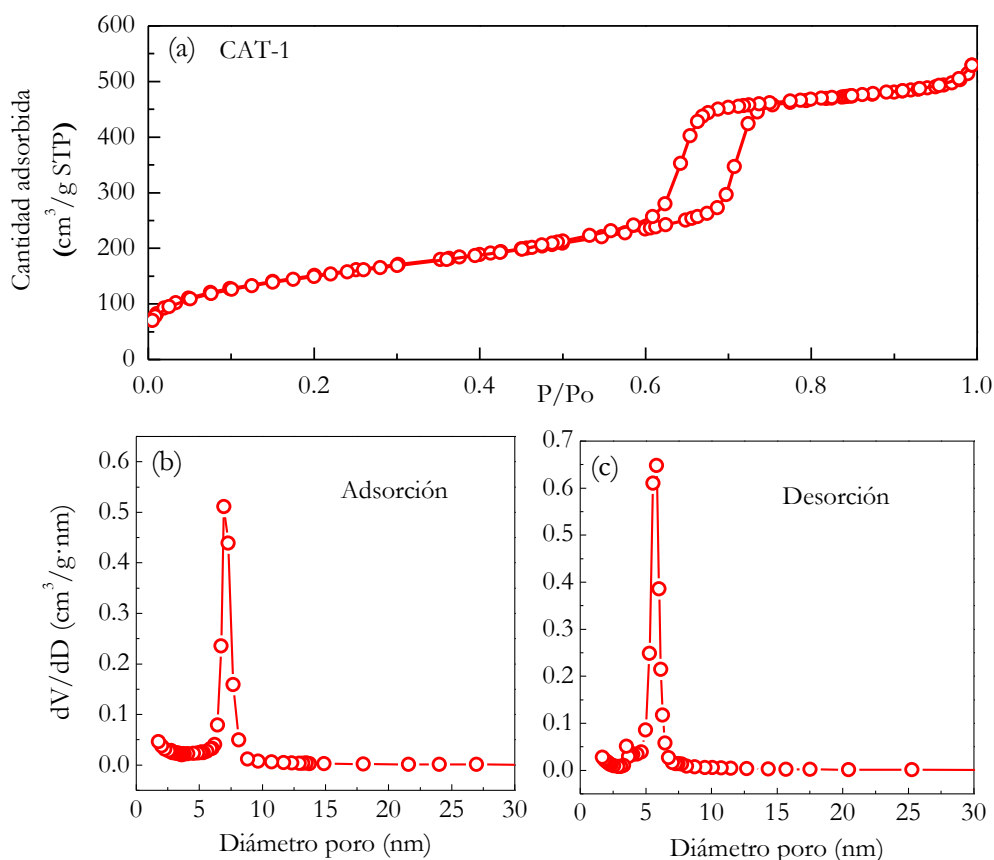 (a) CAT-1
Cantidad adsorbida
(cm³/g STP)
600
500
400
300
200
100
0
0.0 0.2 0.4 0.6 0.8 1.0
P/Po
(b)
Adsorción
dV/dD (cm³/g·nm)
0.6
0.5
0.4
0.3
0.2
0.1
0.0
0 5 10 15 20 25 30
Diámetro poro (nm)
(c)
Desorción
0.7
0.6
0.5
0.4
0.3
0.2
0.1
0.0
0 5 10 15 20 25 30
Diámetro poro (nm)